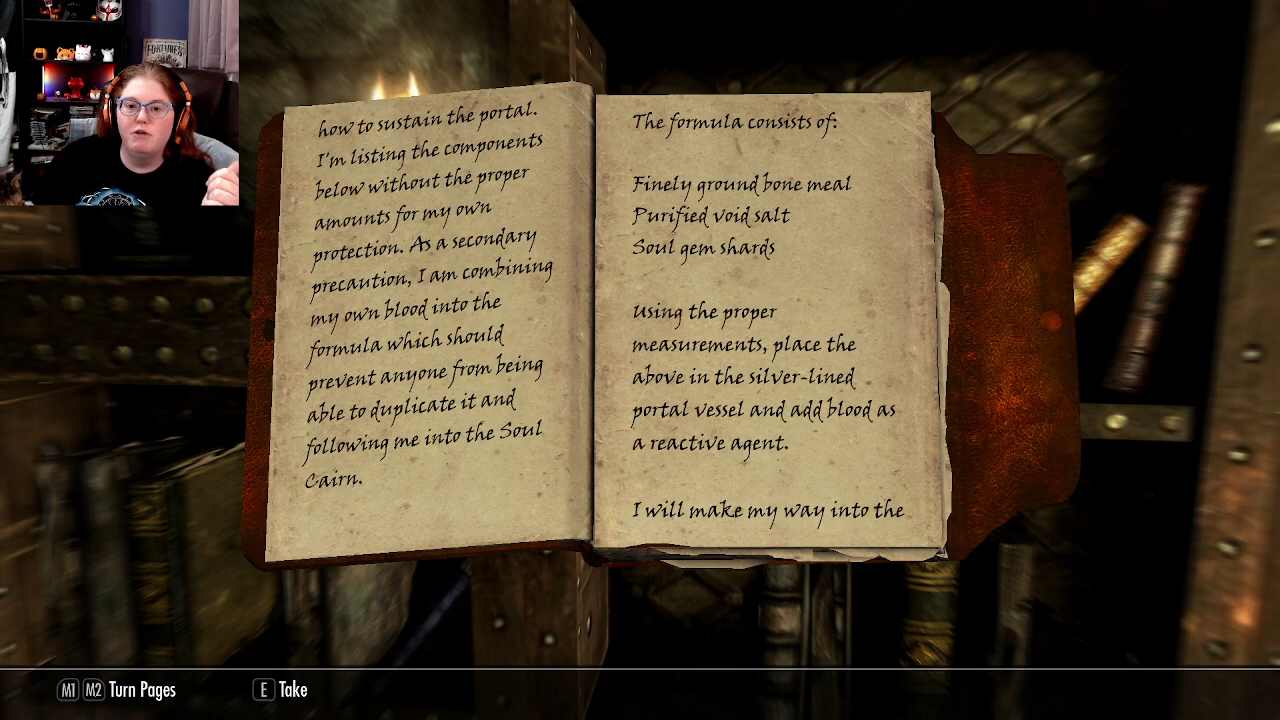 FORTUNES
how to sustain the portal.
I'm listing the components
below without the proper
amounts for my own
protection. As a secondary
precaution, I am combining
my own blood into the
formula which should
prevent anyone from being
able to duplicate it and
following me into the Soul
Cairn.
The formula consists of:
Finely ground bone meal
Purified void salt
Soul gem shards
Using the proper
measurements, place the
above in the silver-lined
portal vessel and add blood as
a reactive agent.
I will make my way into the
M1 M2 Turn Pages
E Take